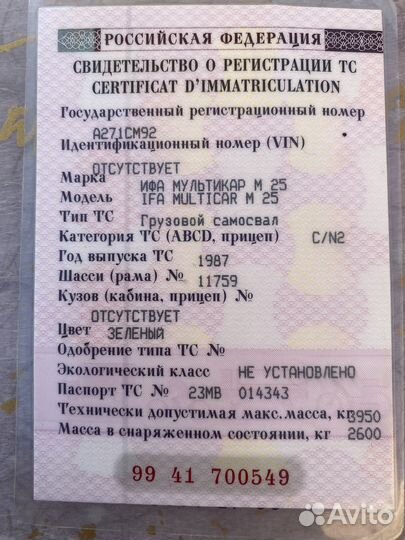 РОССИЙСКАЯ ФЕДЕРАЦИЯ
СВИДЕТЕЛЬСТВО О РЕГИСТРАЦИИ ТС
CERTIFICAT D'IMMATRICULATION
Государственный регистрационный номер
А271СМ92
Идентификационный номер (VIN)
ОТСУТСТВУЕТ
Марка ИФА МУЛЬТИКАР М 25
Модель IFA MULTICAR M 25
Тип ТС Грузовой самосвал
Категория ТС (ABCD, прицеп) C/N2
Год выпуска ТС 1987
Шасси (рама) № 11759
Кузов (кабина, прицеп) №
ОТСУТСТВУЕТ
Цвет ЗЕЛЕНЫЙ
Одобрение типа ТС №
Экологический класс НЕ УСТАНОВЛЕНО
Паспорт ТС № 23МВ 014343
Технически допустимая макс. масса, кг 3950
Масса в снаряженном состоянии, кг 2600
99 41 700549
Avito